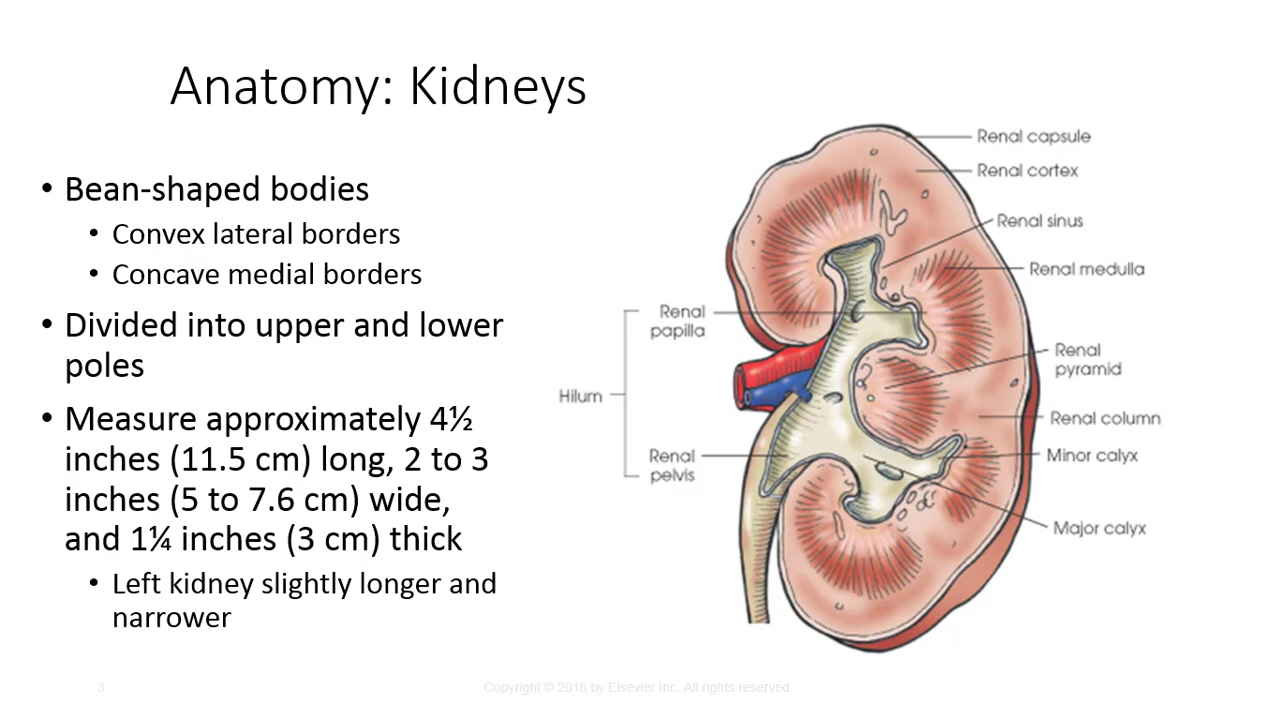 Anatomy: Kidneys
• Bean-shaped bodies
• Convex lateral borders
• Concave medial borders
• Divided into upper and lower
poles
• Measure approximately 4½
inches (11.5 cm) long, 2 to 3
inches (5 to 7.6 cm) wide,
and 1¼ inches (3 cm) thick
• Left kidney slightly longer and
narrower
Renal capsule
Renal cortex
Renal sinus
Renal medulla
Renal
papilla
Renal
pyramid
Hilum
Renal column
Renal
pelvis
Minor calyx
Major calyx
3
Copyright © 2016 by Elsevier Inc. All rights reserved.